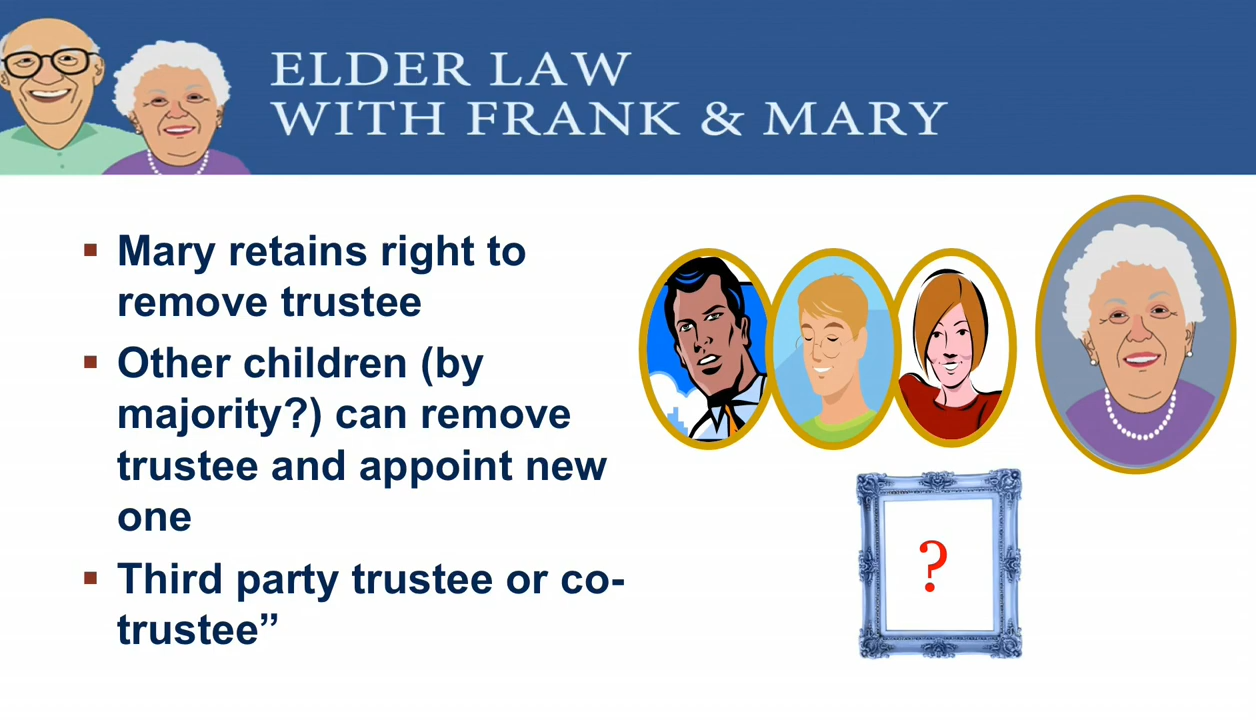 ELDER LAW
WITH FRANK & MARY
▪ Mary retains right to
remove trustee
▪ Other children (by
majority?) can remove
trustee and appoint new
one
▪ Third party trustee or co-
trustee”
?